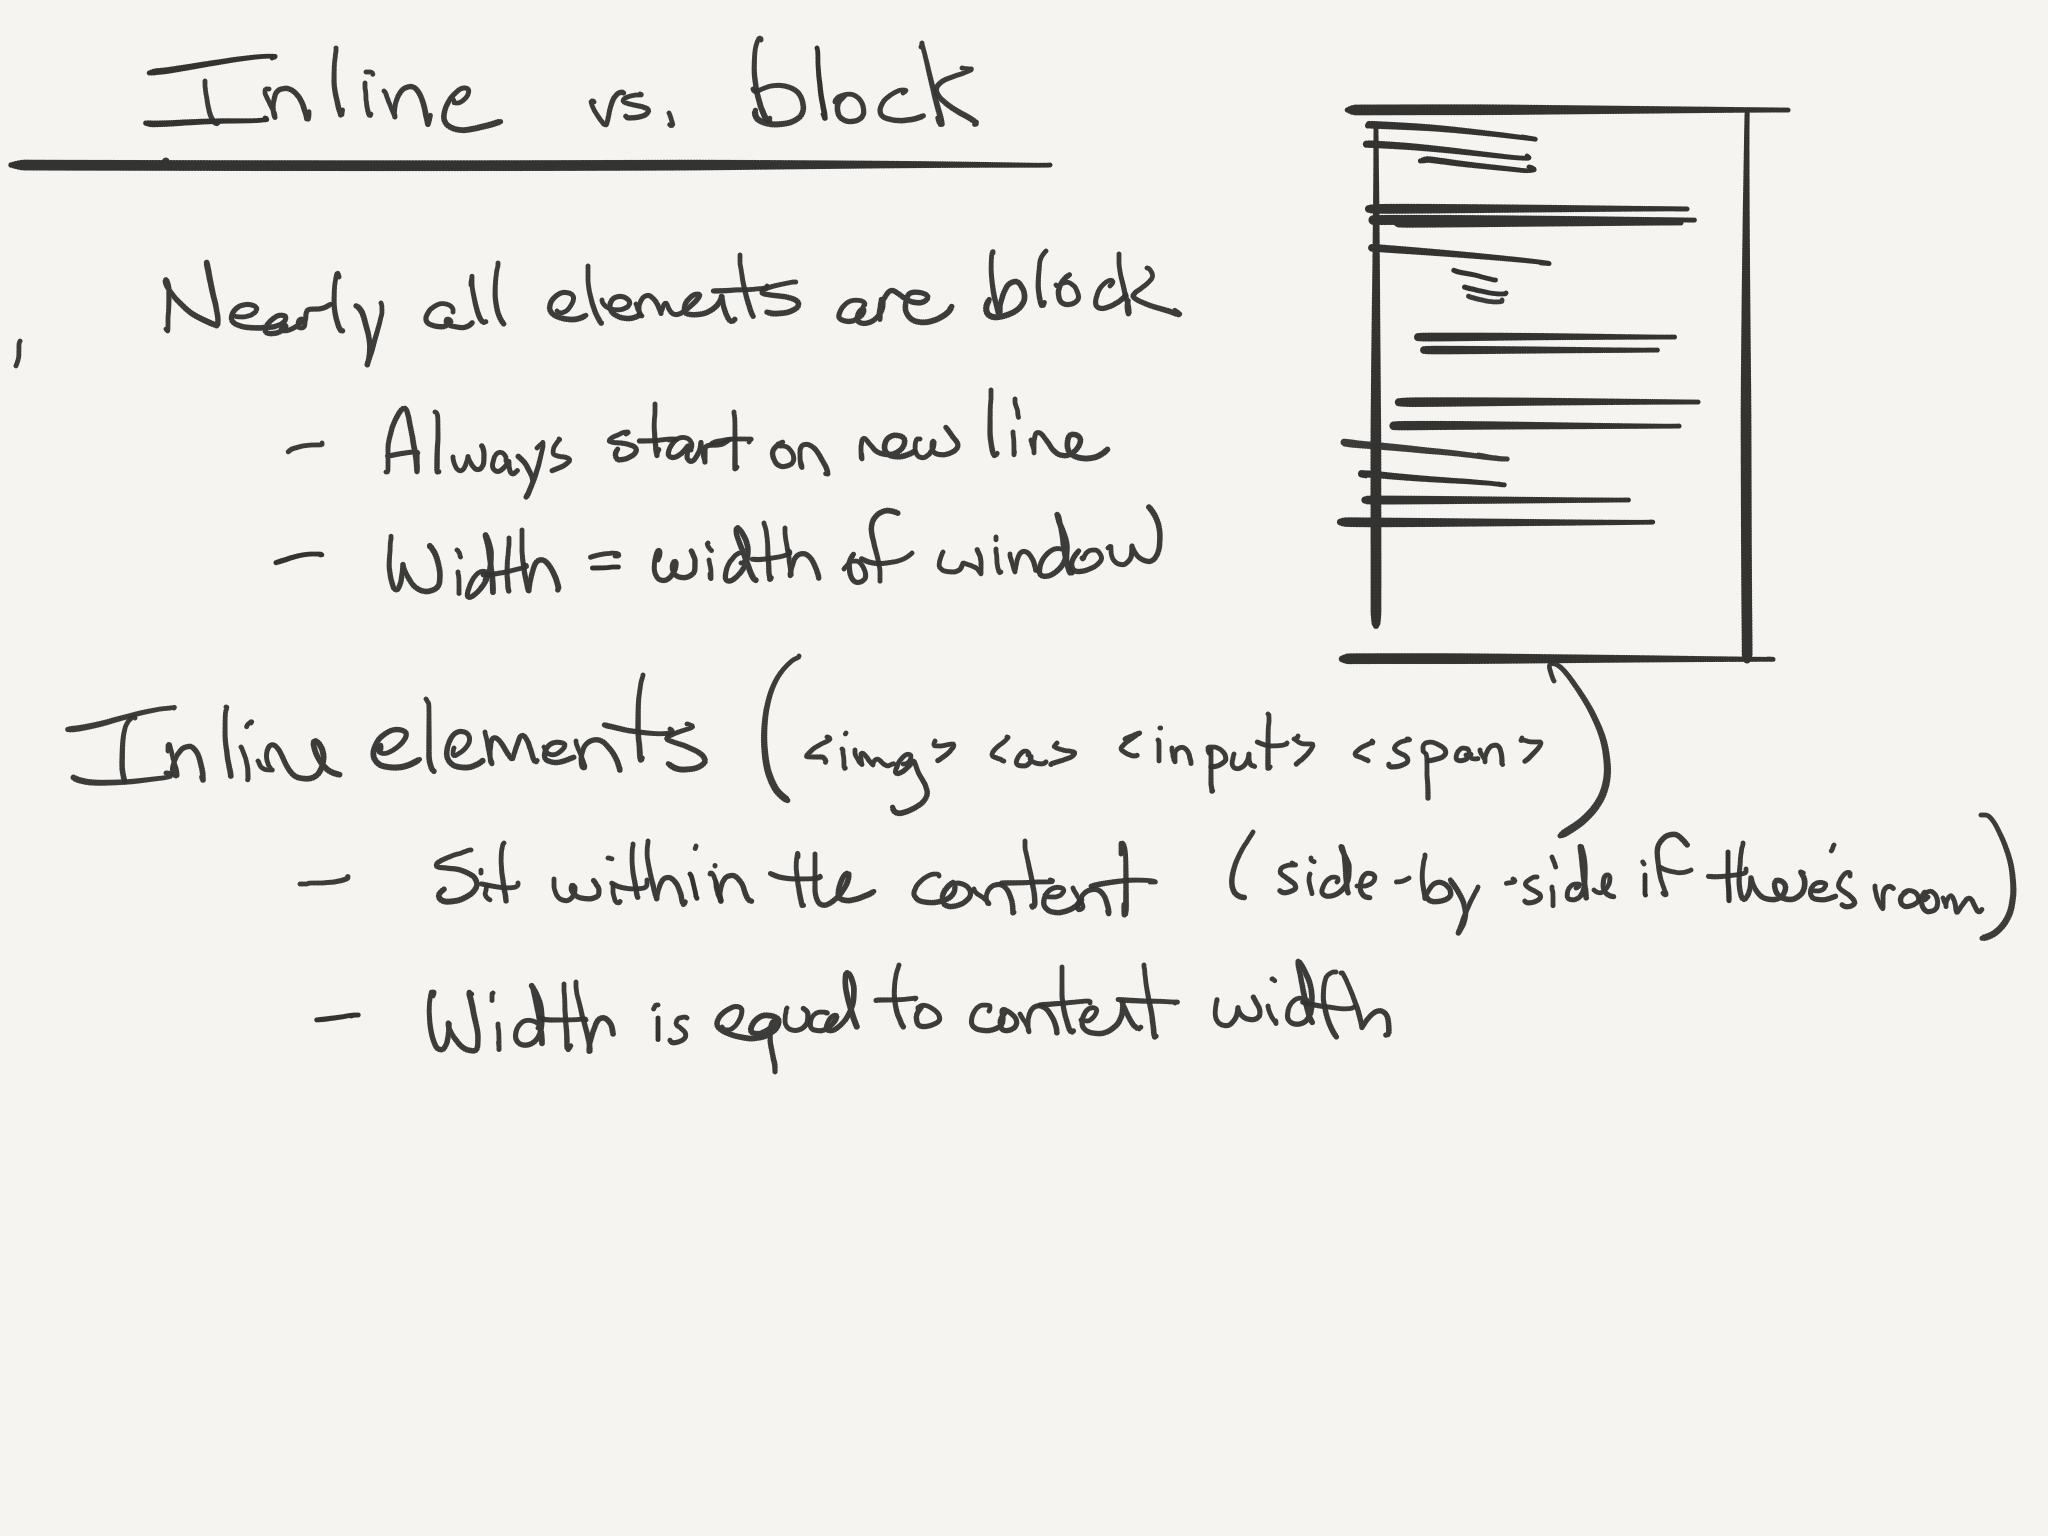 Inline vs. block
Nearly all elements are block
- Always start on new line
- Width = width of window
Inline elements (<img> <a> <input> <span>)
- Sit within the content (side-by-side if there's room)
- Width is equal to content width